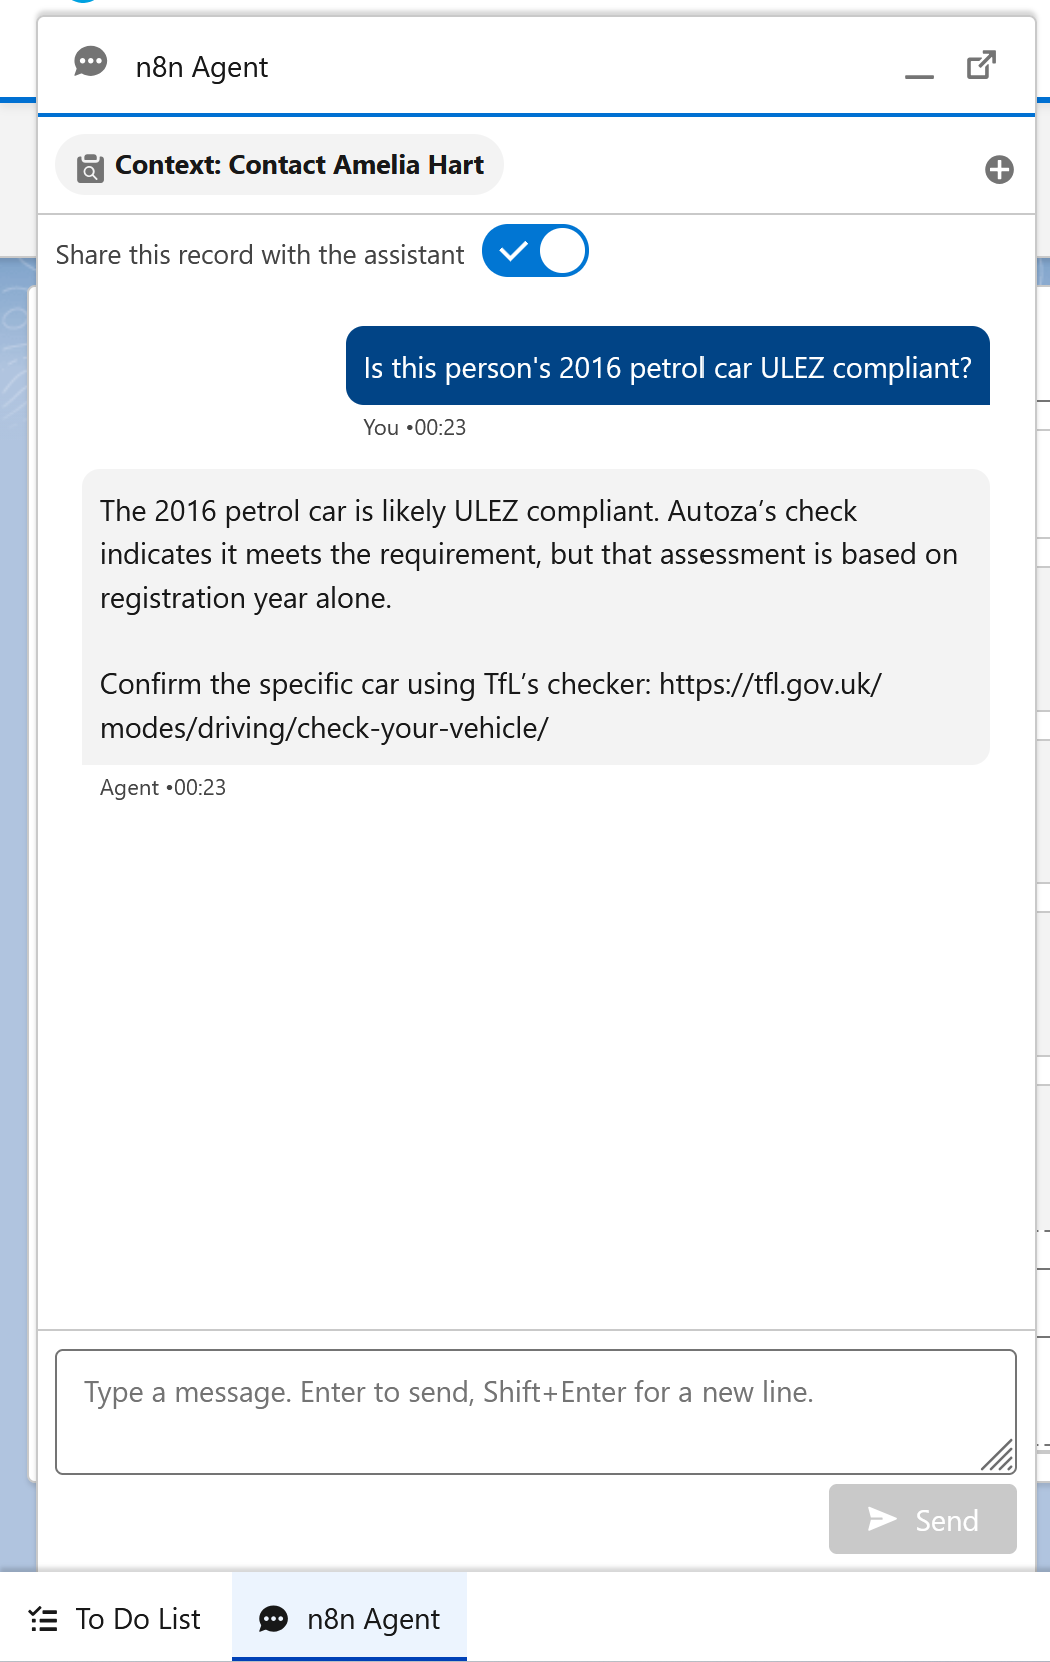 n8n Agent
Context: Contact Amelia Hart
Share this record with the assistant
Is this person's 2016 petrol car ULEZ compliant?
You •00:23
The 2016 petrol car is likely ULEZ compliant. Autoza’s check
indicates it meets the requirement, but that assessment is based on
registration year alone.
Confirm the specific car using TfL’s checker: https://tfl.gov.uk/
modes/driving/check-your-vehicle/
Agent •00:23
Type a message. Enter to send, Shift+Enter for a new line.
Send
To Do List
n8n Agent